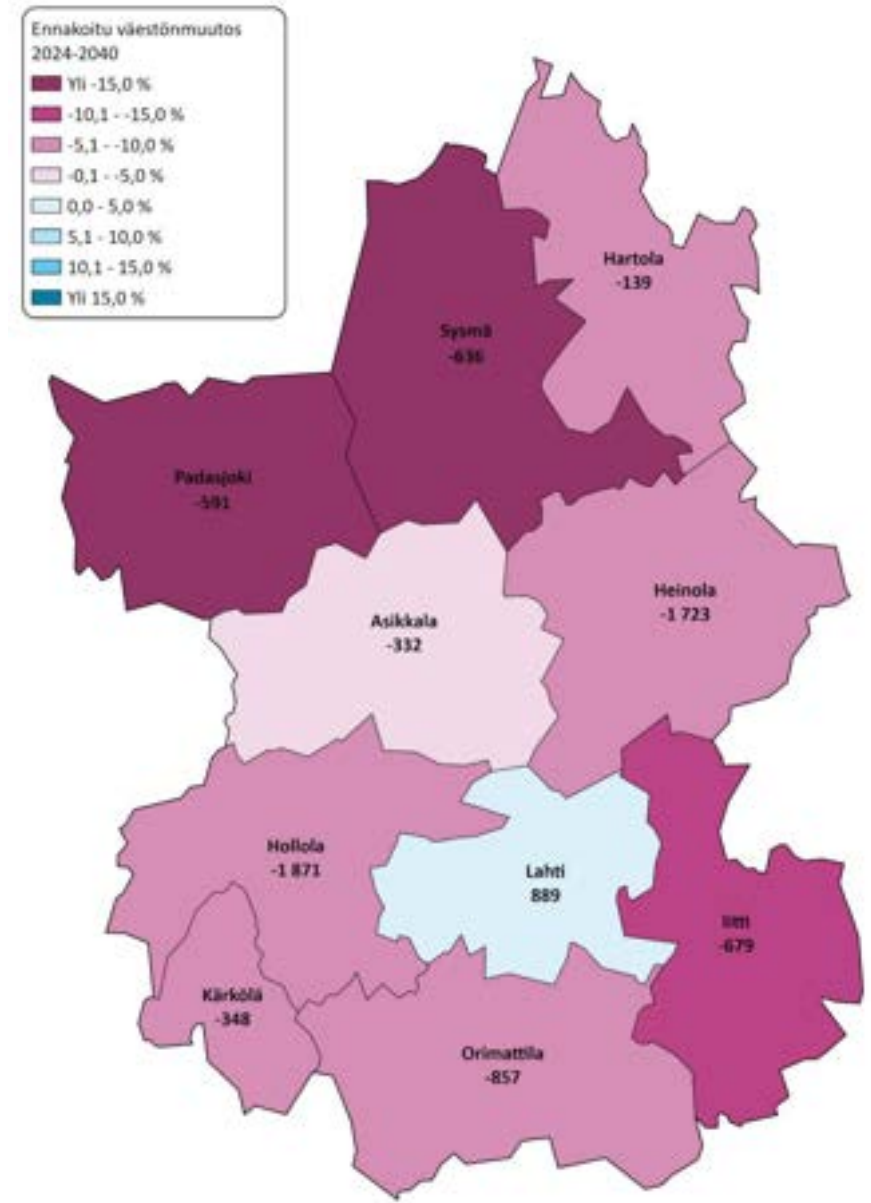 Ennakoitu väestönmuutos
2024-2040
Yli -15,0 %
-10,1 - -15,0 %
-5,1 - -10,0 %
-0,1 - -5,0 %
0,0 - 5,0 %
5,1 - 10,0 %
10,1 - 15,0 %
Yli 15,0 %
Hartola
-139
Sysmä
-636
Padasjoki
-591
Heinola
-1 723
Asikkala
-332
Hollola
-1 871
Lahti
889
Iitti
-679
Kärkölä
-348
Orimattila
-857